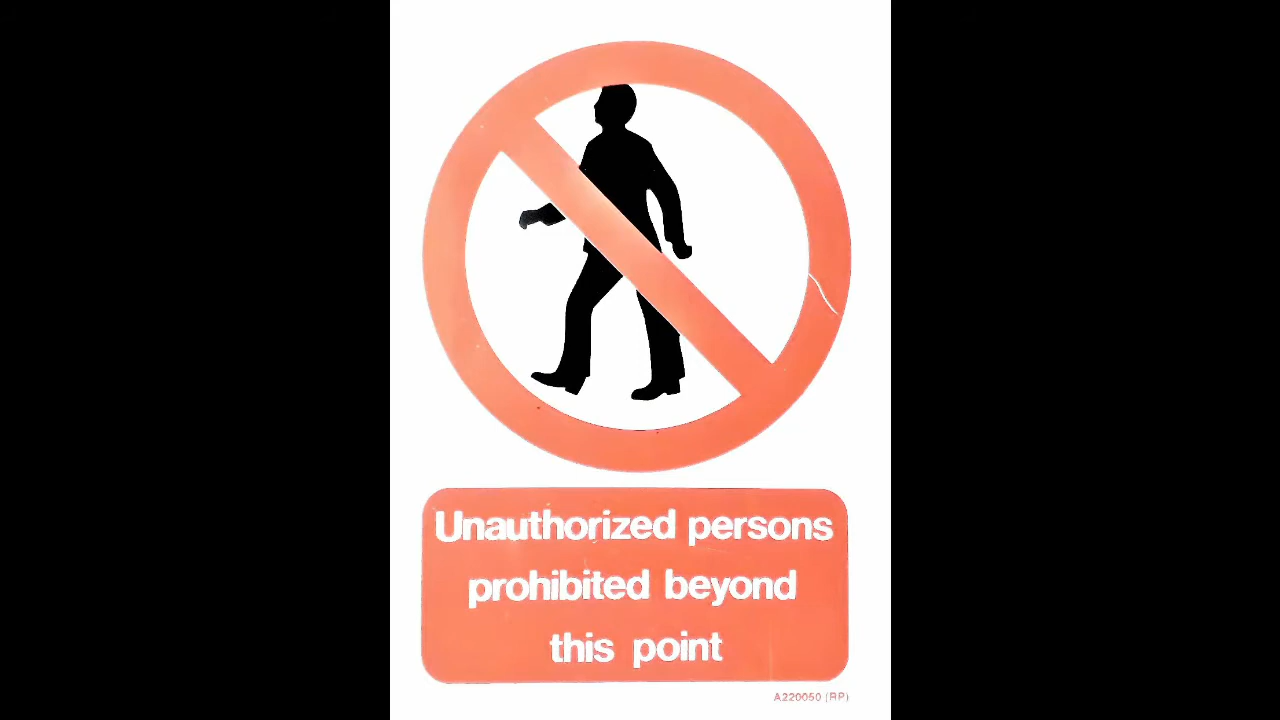 Unauthorized persons
prohibited beyond
this point
A220050 (RP)